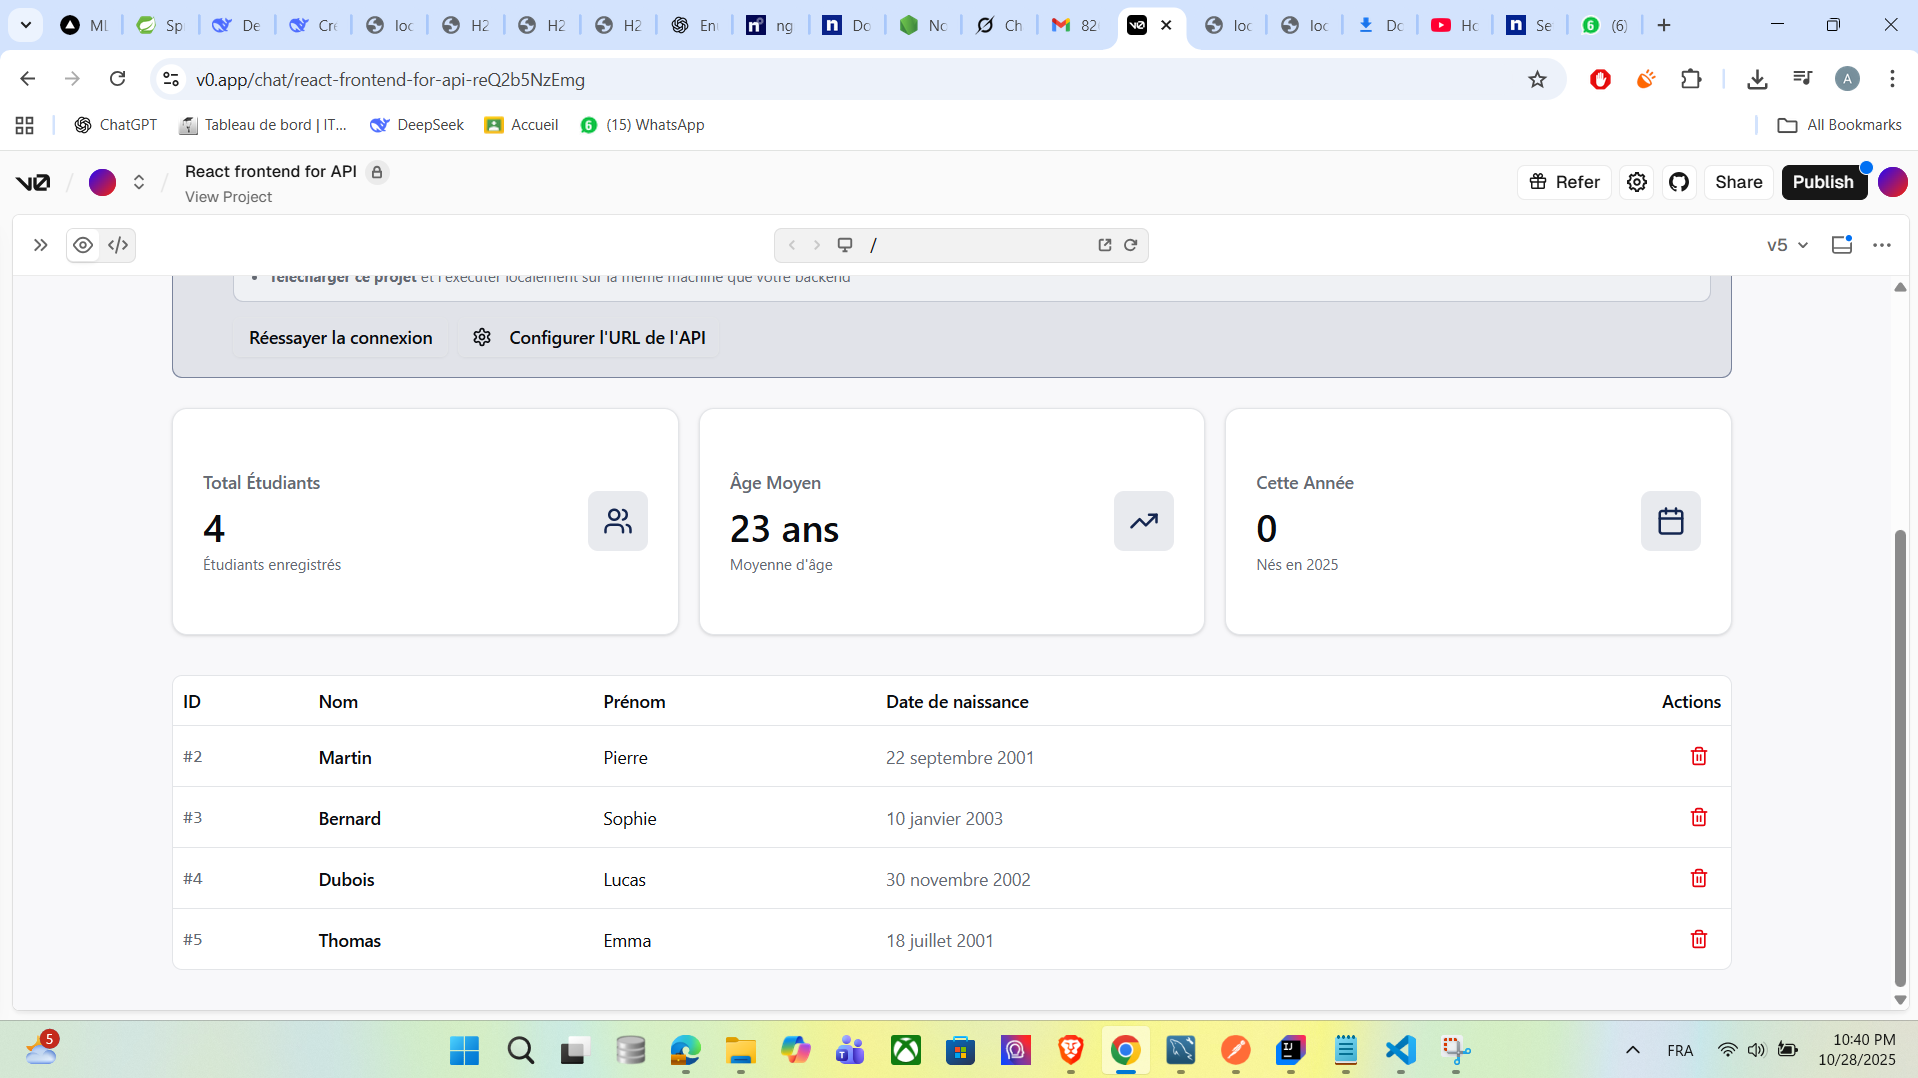 ML
Sp
De
Cre
loc
H2
H2
H2
Ent
ng
Do
No
Ch
82
loc
loc
Do
Ho
Se
(6)
v0.app/chat/react-frontend-for-api-reQ2b5NzEmg
A
ChatGPT
Tableau de bord | IT...
DeepSeek
Accueil
(15) WhatsApp
All Bookmarks
React frontend for API
View Project
Refer
Share
Publish
/
v5
Télécharger ce projet et l'exécuter localement sur la même machine que votre backend
Réessayer la connexion
Configurer l'URL de l'API
Total Étudiants
4
Étudiants enregistrés
Âge Moyen
23 ans
Moyenne d'âge
Cette Année
0
Nés en 2025
ID Nom Prénom Date de naissance Actions
#2 Martin Pierre 22 septembre 2001
#3 Bernard Sophie 10 janvier 2003
#4 Dubois Lucas 30 novembre 2002
#5 Thomas Emma 18 juillet 2001
5
FRA
10:40 PM
10/28/2025